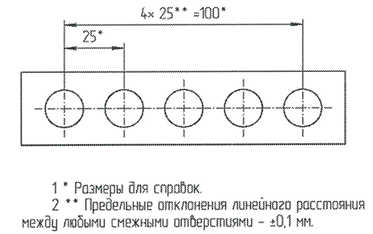 4× 25** =100*
25*
1 * Размеры для справок.
2 ** Предельные отклонения линейного расстояния
между любыми смежными отверстиями – ±0,1 мм.